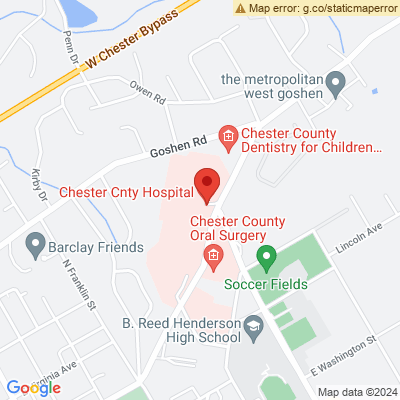 Map error: g.co/staticmaperror
W Chester Bypass
Penn Dr
Owen Rd
the metropolitan
west goshen
Goshen Rd
Chester County
Dentistry for Children...
Kirby Dr
Chester Cnty Hospital
Chester County
Oral Surgery
Lincoln Ave
Barclay Friends
N Franklin St
Soccer Fields
B. Reed Henderson
High School
E Washington St
Virginia Ave
Google
Map data ©2024